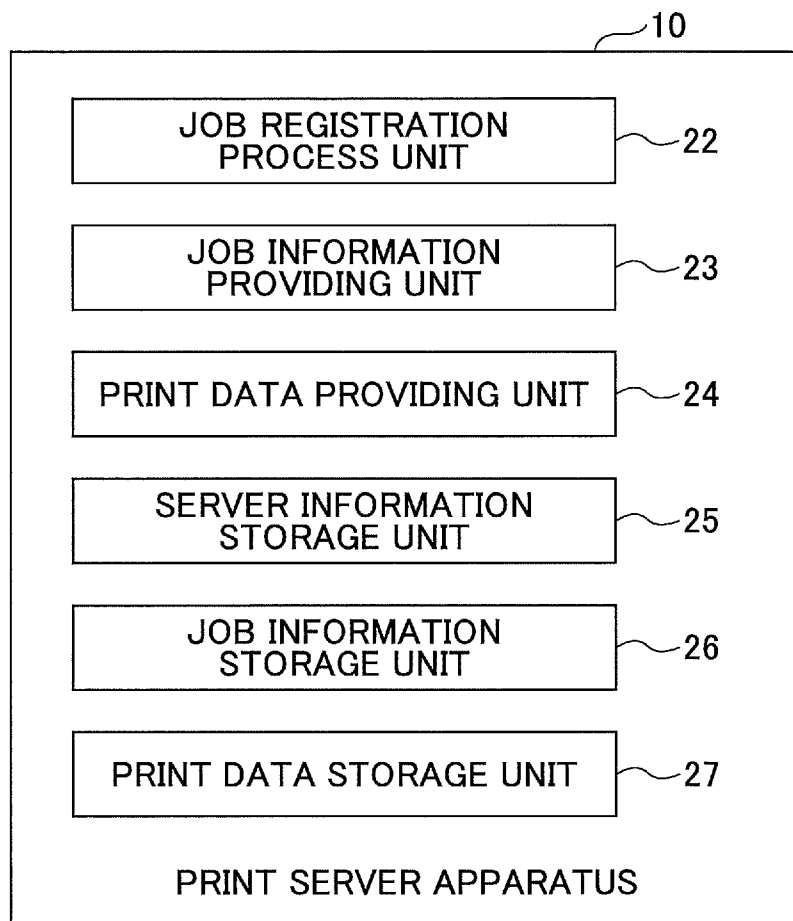 10
JOB REGISTRATION
PROCESS UNIT
22
JOB INFORMATION
PROVIDING UNIT
23
PRINT DATA PROVIDING UNIT
24
SERVER INFORMATION
STORAGE UNIT
25
JOB INFORMATION
STORAGE UNIT
26
PRINT DATA STORAGE UNIT
27
PRINT SERVER APPARATUS